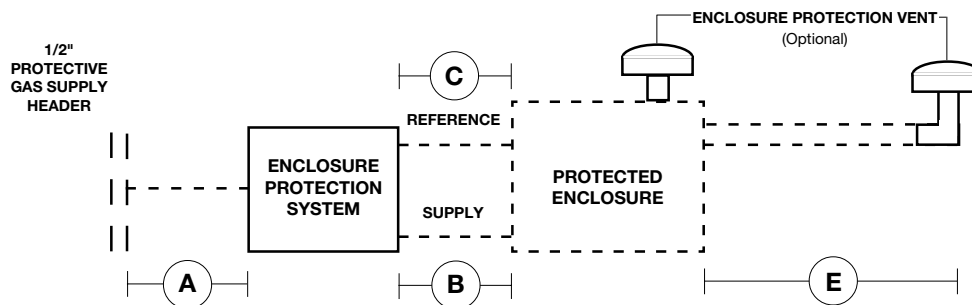 ENCLOSURE PROTECTION VENT
(Optional)
1/2"
PROTECTIVE
GAS SUPPLY
HEADER
C
REFERENCE
ENCLOSURE
PROTECTION
SYSTEM
PROTECTED
ENCLOSURE
SUPPLY
A
B
E